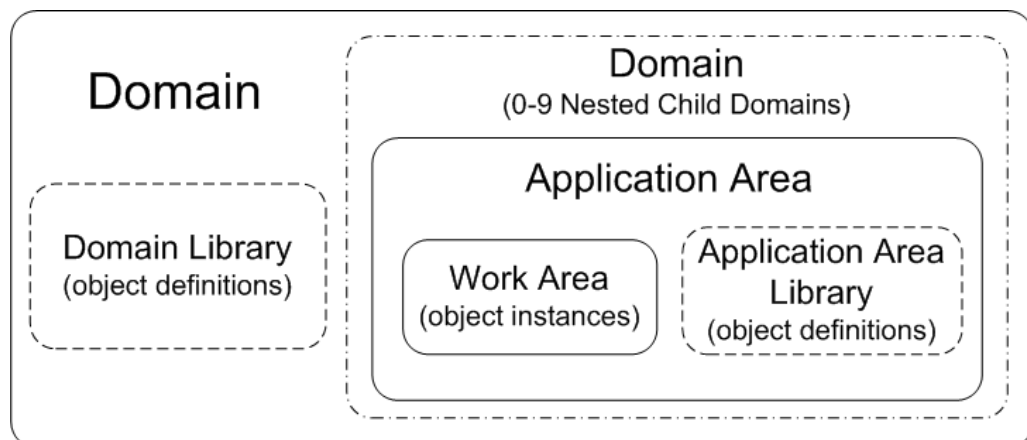 Domain
Domain Library
(object definitions)
Domain
(0-9 Nested Child Domains)
Application Area
Work Area
(object instances)
Application Area
Library
(object definitions)